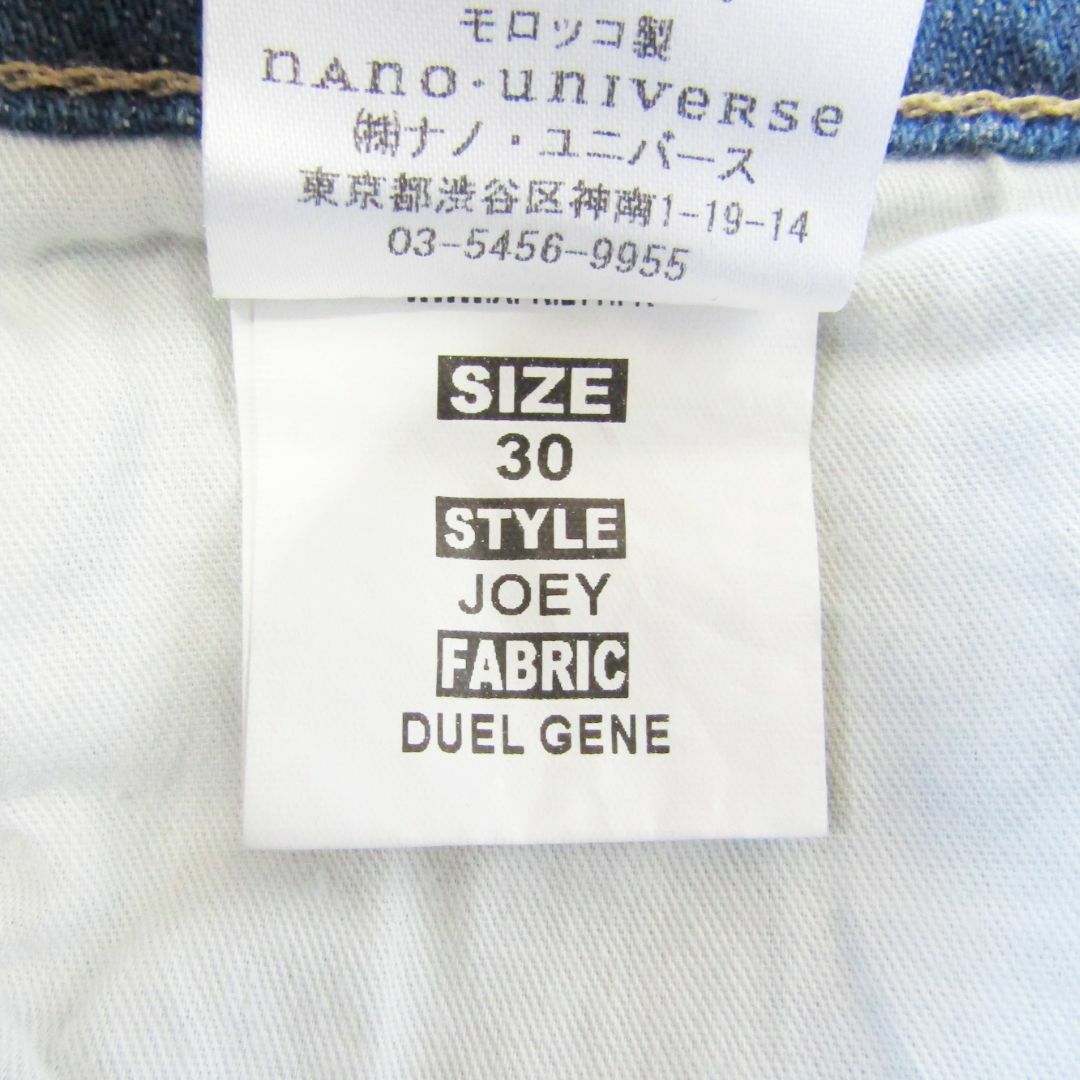 モロッコ製
nAno·universe
㈱ナノ・ユニバース
東京都渋谷区神南1-19-14
03-5456-9955
SIZE
30
STYLE
JOEY
FABRIC
DUEL GENE